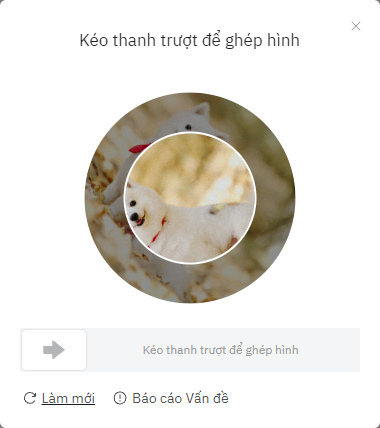 Kéo thanh trượt để ghép hình
Kéo thanh trượt để ghép hình
Làm mới
Báo cáo Vấn đề